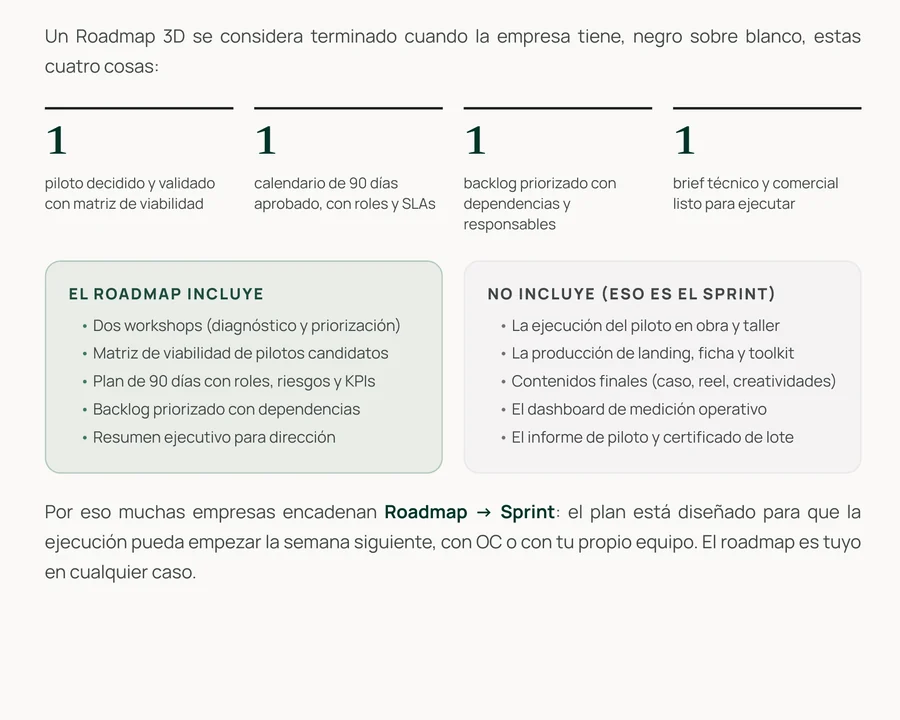 Un Roadmap 3D se considera terminado cuando la empresa tiene, negro sobre blanco, estas
cuatro cosas:
1
piloto decidido y validado
con matriz de viabilidad
1
calendario de 90 días
aprobado, con roles y SLAs
1
backlog priorizado con
dependencias y
responsables
1
brief técnico y comercial
listo para ejecutar
EL ROADMAP INCLUYE
• Dos workshops (diagnóstico y priorización)
• Matriz de viabilidad de pilotos candidatos
• Plan de 90 días con roles, riesgos y KPIs
• Backlog priorizado con dependencias
• Resumen ejecutivo para dirección
NO INCLUYE (ESO ES EL SPRINT)
• La ejecución del piloto en obra y taller
• La producción de landing, ficha y toolkit
• Contenidos finales (caso, reel, creatividades)
• El dashboard de medición operativo
• El informe de piloto y certificado de lote
Por eso muchas empresas encadenan Roadmap → Sprint: el plan está diseñado para que la
ejecución pueda empezar la semana siguiente, con OC o con tu propio equipo. El roadmap es tuyo
en cualquier caso.